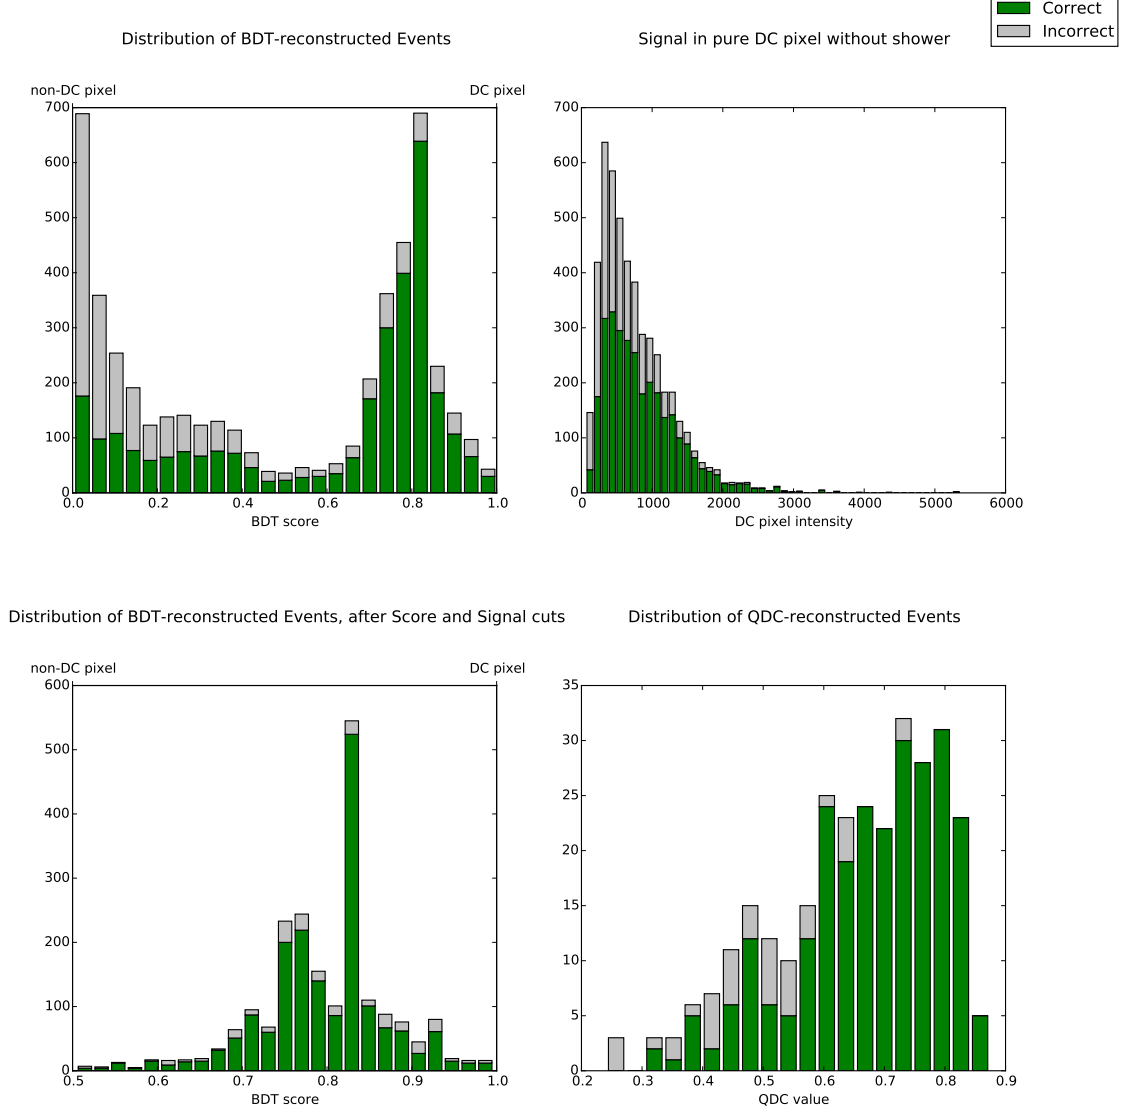 Correct
Incorrect
Distribution of BDT-reconstructed Events
non-DC pixel DC pixel
700
600
500
400
300
200
100
0
0.0 0.2 0.4 0.6 0.8 1.0
BDT score
Signal in pure DC pixel without shower
700
600
500
400
300
200
100
0
0 1000 2000 3000 4000 5000 6000
DC pixel intensity
Distribution of BDT-reconstructed Events, after Score and Signal cuts
non-DC pixel DC pixel
600
500
400
300
200
100
0
0.5 0.6 0.7 0.8 0.9 1.0
BDT score
Distribution of QDC-reconstructed Events
35
30
25
20
15
10
5
0
0.2 0.3 0.4 0.5 0.6 0.7 0.8 0.9
QDC value